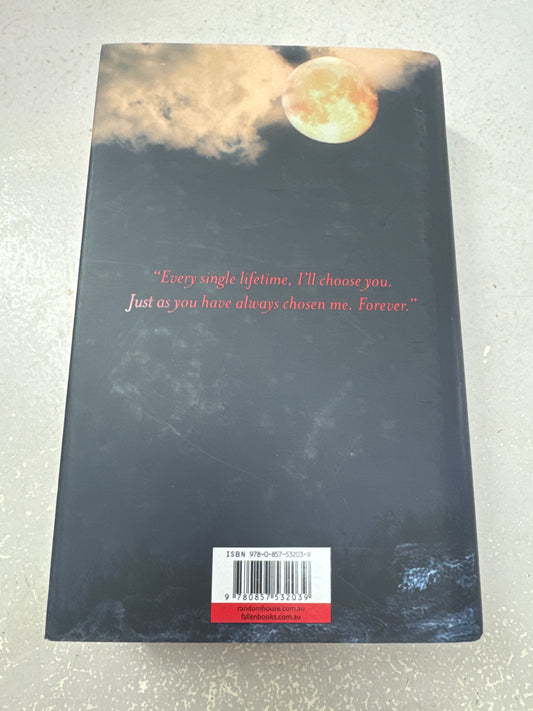 “Every single lifetime, I'll choose you.
Just as you have always chosen me. Forever.”
ISBN 978-0-857-53203-9
9 780857 532039
randomhouse.com.au
fallenbooks.com.au